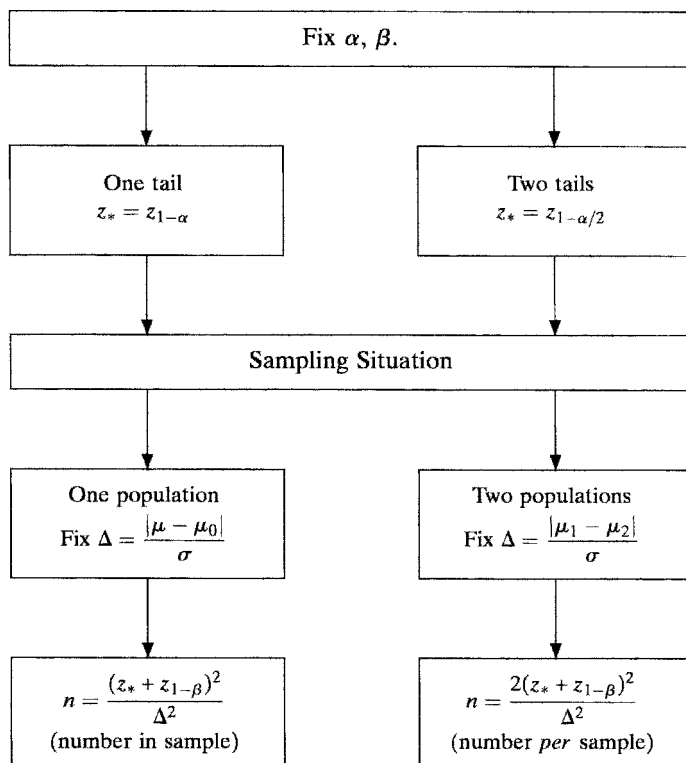 Fix α, β.
One tail
z* = z₁₋α
Two tails
z* = z₁₋α/₂
Sampling Situation
One population
Fix Δ = |μ − μ₀| / σ
Two populations
Fix Δ = |μ₁ − μ₂| / σ
n = (z* + z₁₋β)² / Δ²
(number in sample)
n = 2(z* + z₁₋β)² / Δ²
(number per sample)